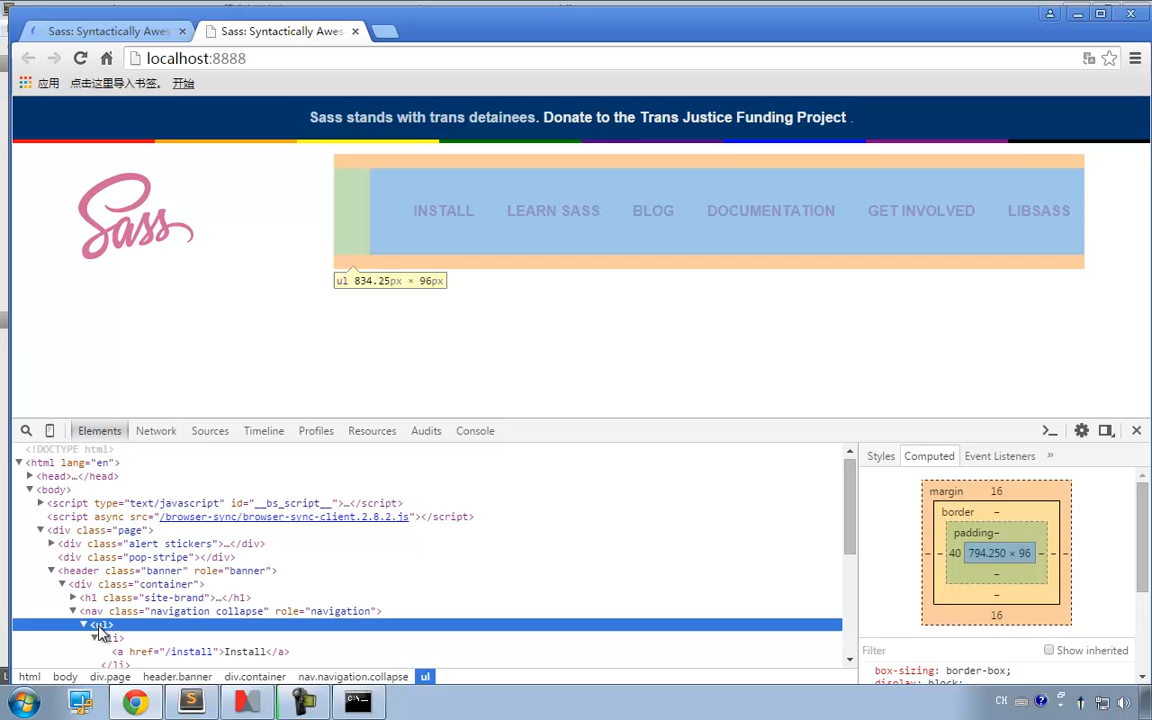 Sass: Syntactically Awes
Sass: Syntactically Awes
localhost:8888
应用 点击这里导入书签。 开始
Sass stands with trans detainees. Donate to the Trans Justice Funding Project .
Sass
INSTALL LEARN SASS BLOG DOCUMENTATION GET INVOLVED LIBSASS
ul 834.25px × 96px
Elements Network Sources Timeline Profiles Resources Audits Console
<!DOCTYPE html>
<html lang="en">
<head>…</head>
<body>
<script type="text/javascript" id="__bs_script__">…</script>
<script async src="/browser-sync/browser-sync-client.2.8.2.js"></script>
<div class="page">
<div class="alert stickers">…</div>
<div class="pop-stripe"></div>
<header class="banner" role="banner">
<div class="container">
<h1 class="site-brand">…</h1>
<nav class="navigation collapse" role="navigation">
<ul>
<li>
<a href="/install">Install</a>
</li>
html body div.page header.banner div.container nav.navigation.collapse ul
Styles Computed Event Listeners »
margin 16
border –
padding –
– – 40 794.250 × 96 – – –
–
–
16
Filter Show inherited
box-sizing: border-box;
display: block;
CH